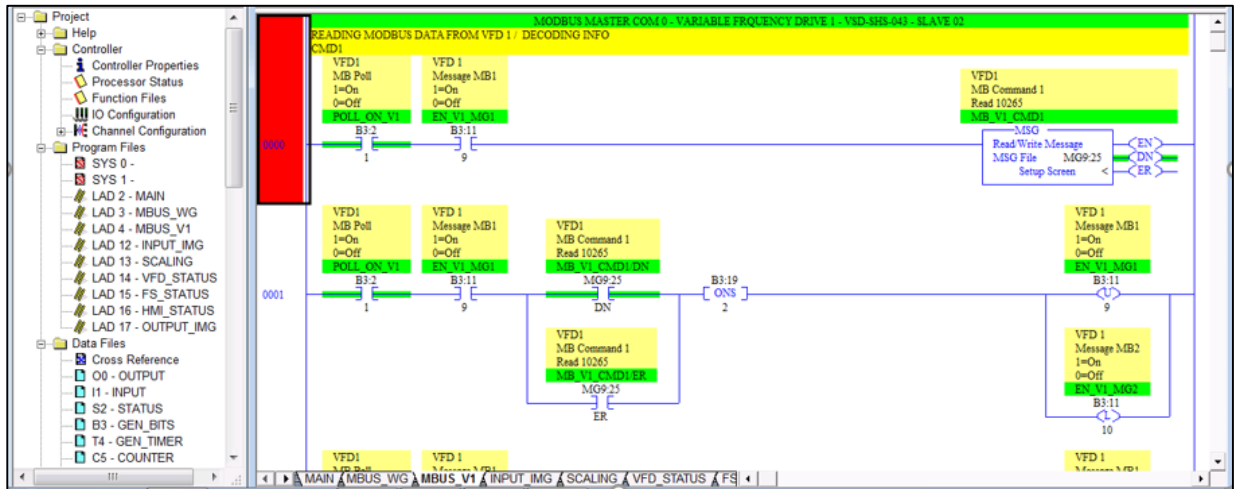 Project
Help
Controller
Controller Properties
Processor Status
Function Files
IO Configuration
Channel Configuration
Program Files
SYS 0 -
SYS 1 -
LAD 2 - MAIN
LAD 3 - MBUS_WG
LAD 4 - MBUS_V1
LAD 12 - INPUT_IMG
LAD 13 - SCALING
LAD 14 - VFD_STATUS
LAD 15 - FS_STATUS
LAD 16 - HMI_STATUS
LAD 17 - OUTPUT_IMG
Data Files
Cross Reference
O0 - OUTPUT
I1 - INPUT
S2 - STATUS
B3 - GEN_BITS
T4 - GEN_TIMER
C5 - COUNTER
MODBUS MASTER COM 0 - VARIABLE FRQUENCY DRIVE 1 - VSD-SHS-043 - SLAVE 02
READING MODBUS DATA FROM VFD 1 / DECODING INFO
CMD1
VFD1
MB Poll
1=On
0=Off
POLL_ON_V1
B3:2
1
VFD 1
Message MB1
1=On
0=Off
EN_V1_MG1
B3:11
9
VFD1
MB Command 1
Read 10265
MB_V1_CMD1
MSG
Read/Write Message
MSG File MG9:25
Setup Screen <
EN
DN
ER
0000
0001
VFD1
MB Poll
1=On
0=Off
POLL_ON_V1
B3:2
1
VFD 1
Message MB1
1=On
0=Off
EN_V1_MG1
B3:11
9
VFD1
MB Command 1
Read 10265
MB_V1_CMD1/DN
MG9:25
DN
VFD1
MB Command 1
Read 10265
MB_V1_CMD1/ER
MG9:25
ER
B3:19
ONS
2
VFD 1
Message MB1
1=On
0=Off
EN_V1_MG1
B3:11
U
9
VFD 1
Message MB2
1=On
0=Off
EN_V1_MG2
B3:11
L
10
VFD1
MB Poll
VFD 1
Message MB1
VFD 1
Message MB1
MAIN MBUS_WG MBUS_V1 INPUT_IMG SCALING VFD_STATUS FS